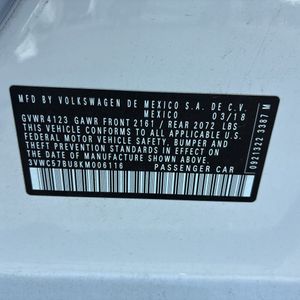 MFD BY VOLKSWAGEN DE MEXICO S.A. DE C.V.
MEXICO 03/18
GVWR 4123 GAWR FRONT 2161 / REAR 2072 LBS.
THIS VEHICLE CONFORMS TO ALL APPLICABLE U.S.
FEDERAL MOTOR VEHICLE SAFETY, BUMPER AND
THEFT PREVENTION STANDARDS IN EFFECT ON THE
DATE OF MANUFACTURE SHOWN ABOVE.
3VWC57BU8KM006116 PASSENGER CAR
0921322 3387 M